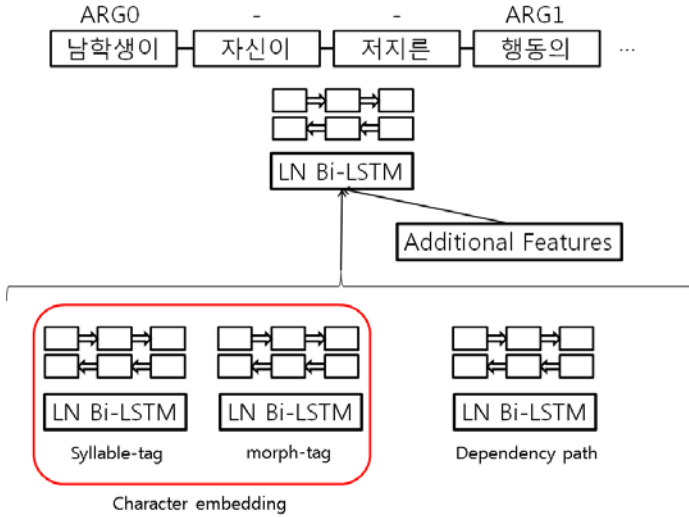 ARG0 - - ARG1
남학생이 자신이 저지른 행동의 ...
LN Bi-LSTM
Additional Features
LN Bi-LSTM LN Bi-LSTM LN Bi-LSTM
Syllable-tag morph-tag Dependency path
Character embedding